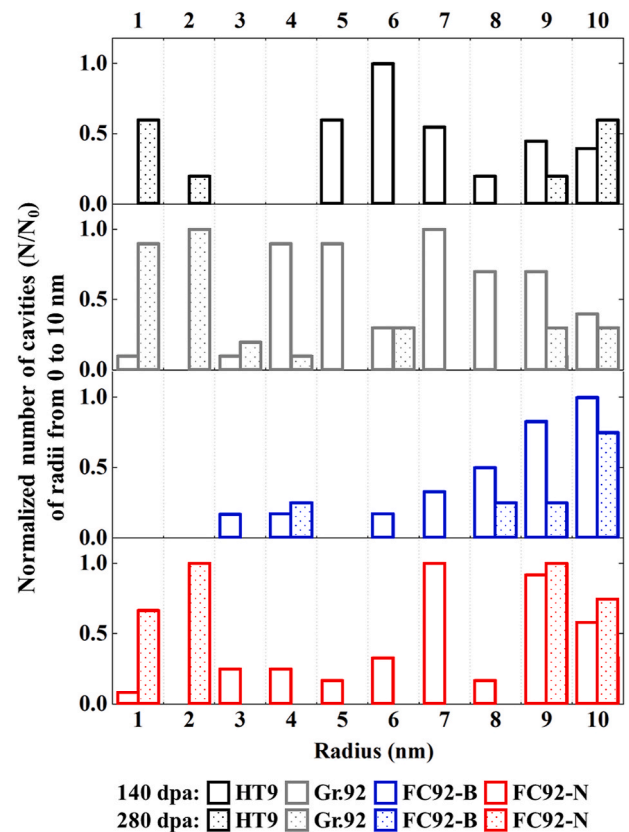 1 2 3 4 5 6 7 8 9 10
1.0
0.5
0.0
1.0
0.5
0.0
1.0
0.5
0.0
1.0
0.5
0.0
Normalized number of cavities (N/N0)
of radii from 0 to 10 nm
1 2 3 4 5 6 7 8 9 10
Radius (nm)
140 dpa: HT9 Gr.92 FC92-B FC92-N
280 dpa: HT9 Gr.92 FC92-B FC92-N